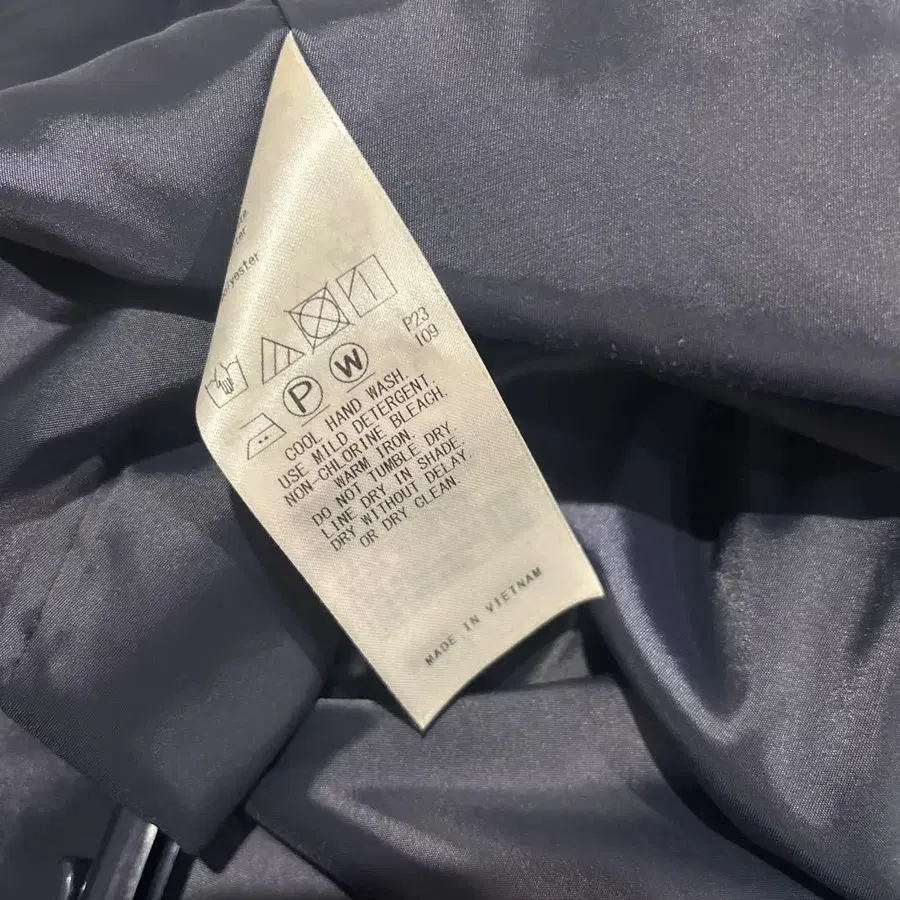 P23
109
P W
COOL HAND WASH.
USE MILD DETERGENT.
NON-CHLORINE BLEACH.
WARM IRON.
DO NOT TUMBLE DRY
LINE DRY IN SHADE.
DRY WITHOUT DELAY.
OR DRY CLEAN.
MADE IN VIETNAM